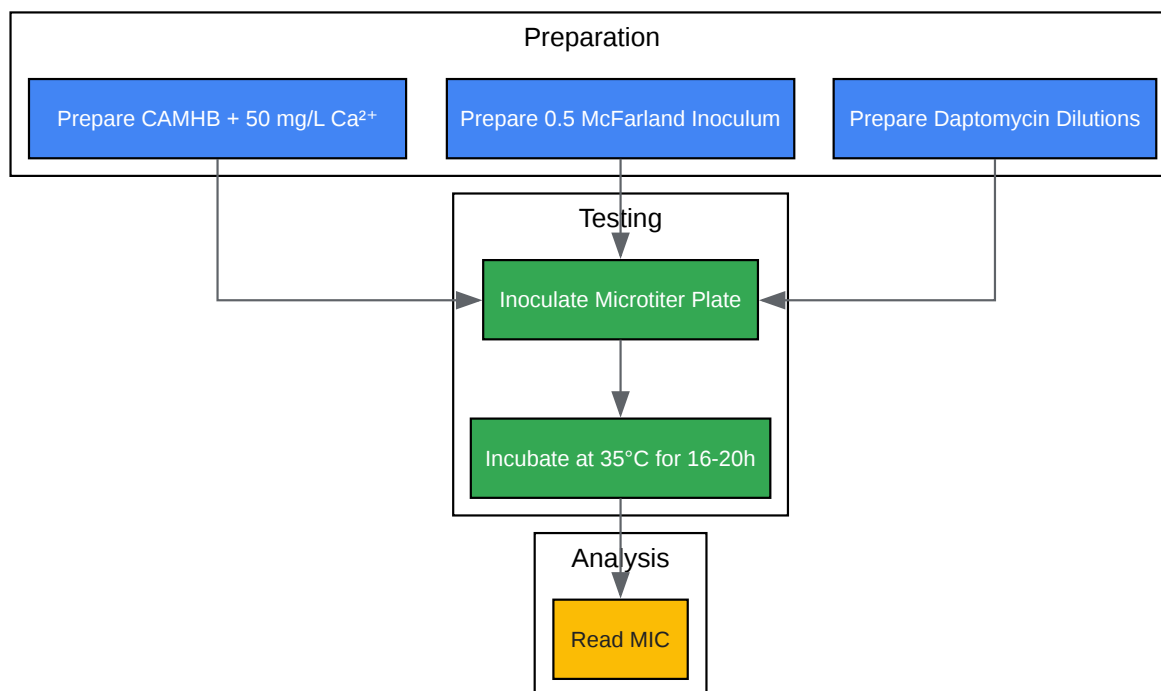 Preparation
Prepare CAMHB + 50 mg/L Ca²⁺
Prepare 0.5 McFarland Inoculum
Prepare Daptomycin Dilutions
Testing
Inoculate Microtiter Plate
Incubate at 35°C for 16-20h
Analysis
Read MIC